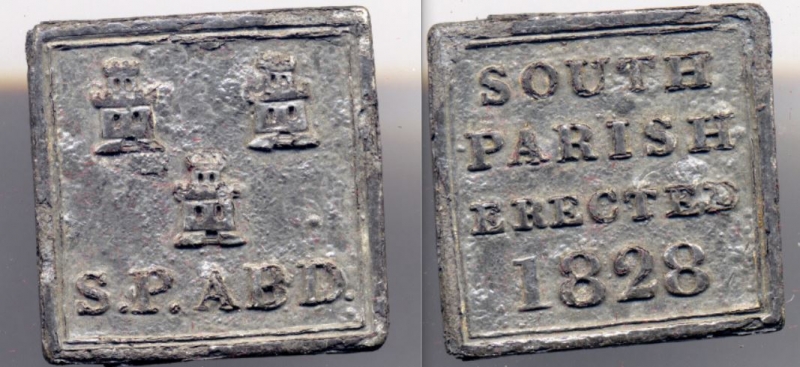 S.P. ABD.
SOUTH
PARISH
ERECTED
1828